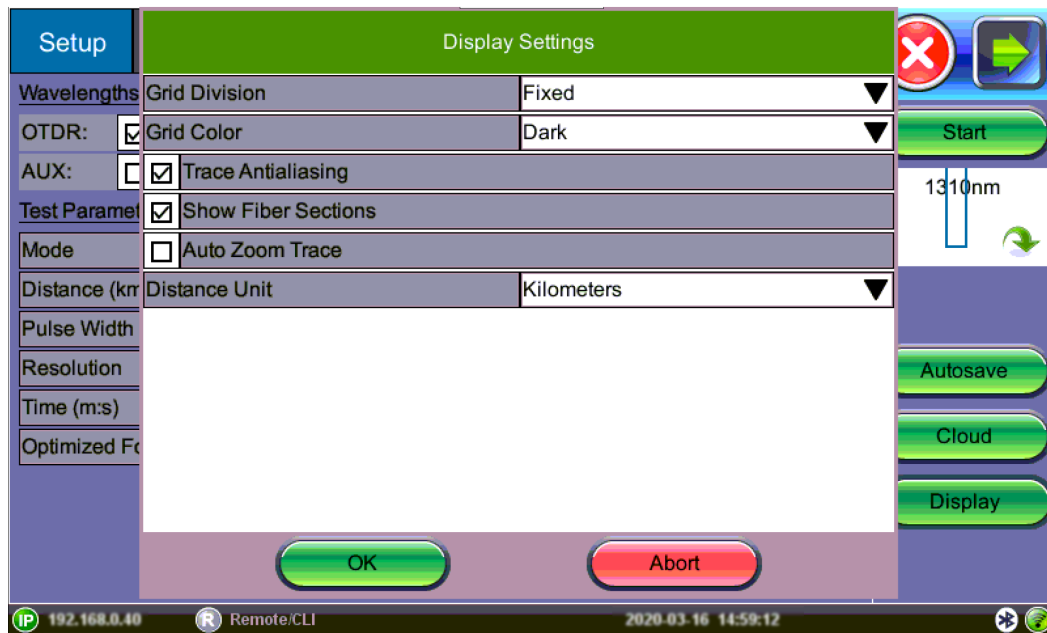 Setup
Display Settings
Wavelengths
Grid Division
Fixed
OTDR:
Grid Color
Dark
Start
AUX:
Trace Antialiasing
1310nm
Test Paramet
Show Fiber Sections
Mode
Auto Zoom Trace
Distance (km
Distance Unit
Kilometers
Pulse Width
Resolution
Autosave
Time (m:s)
Optimized Fo
Cloud
Display
OK
Abort
IP 192.168.0.40
R Remote/CLI
2020-03-16 14:59:12